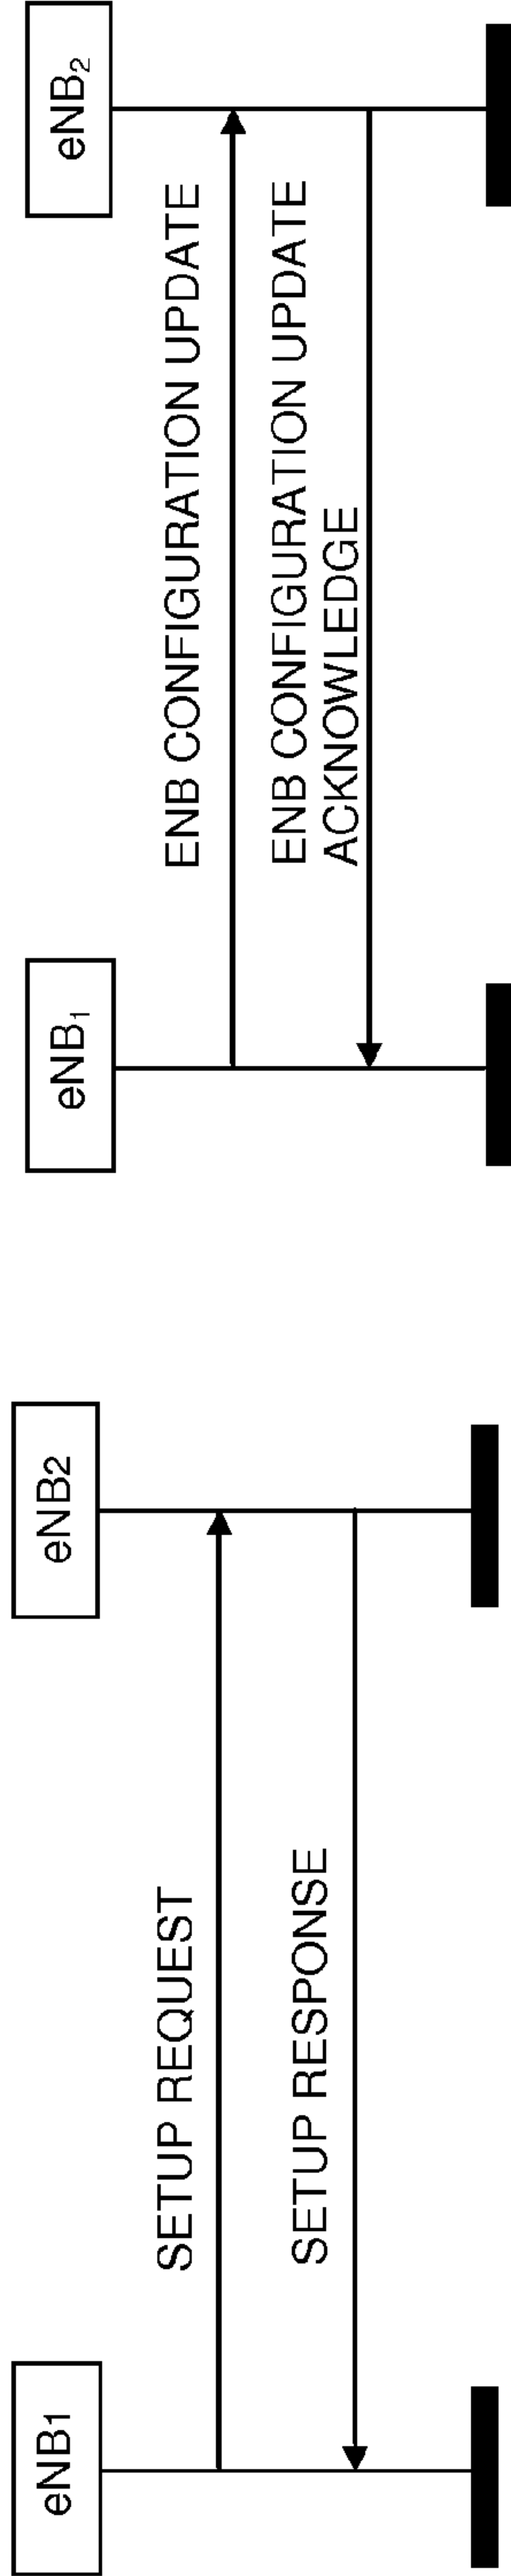 eNB1
eNB2
SETUP REQUEST
SETUP RESPONSE
eNB1
eNB2
ENB CONFIGURATION UPDATE
ENB CONFIGURATION UPDATE
ACKNOWLEDGE